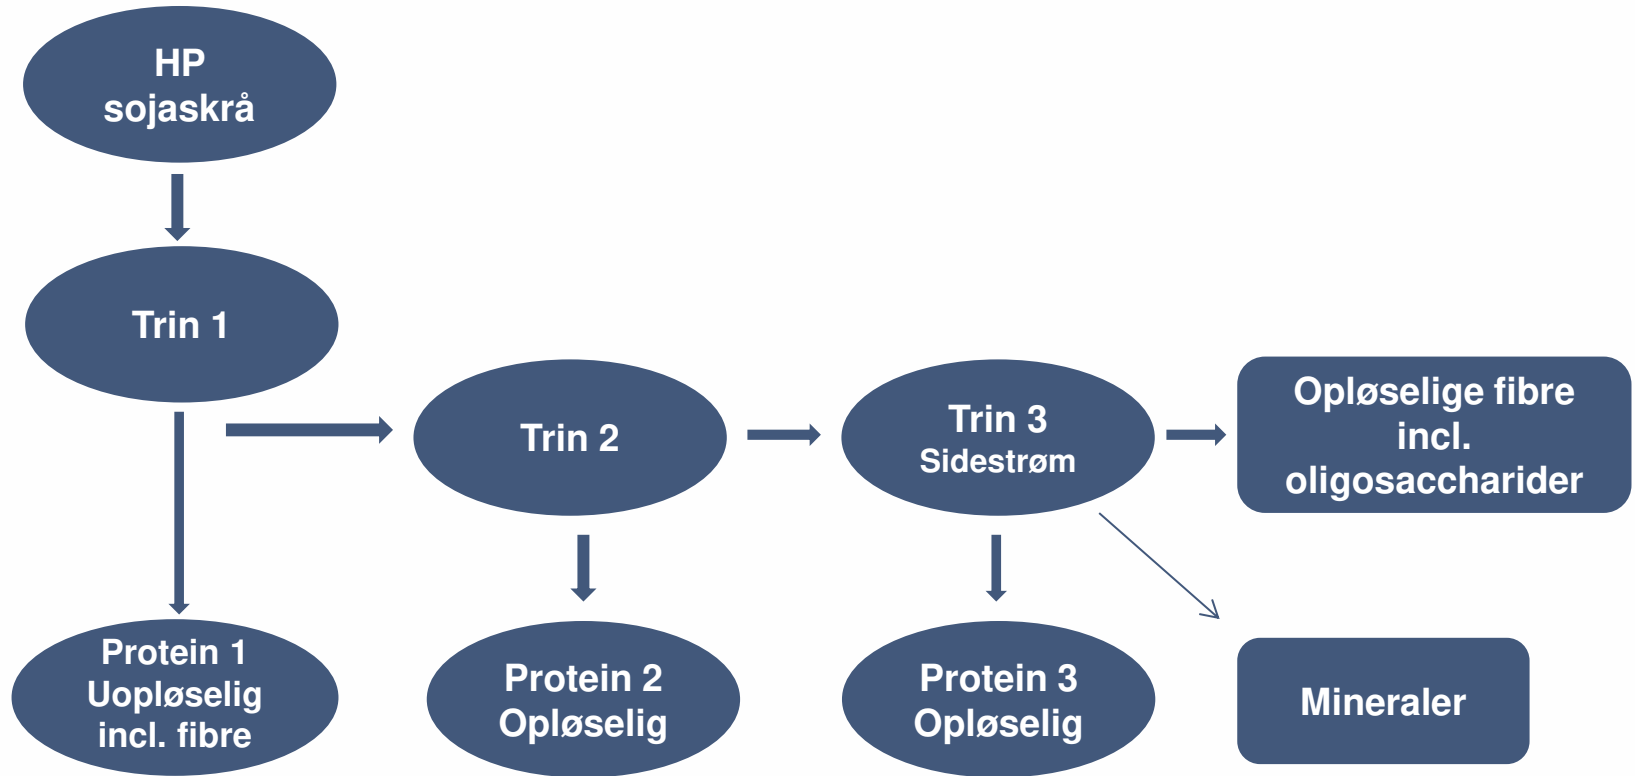 HP
sojaskrå
Trin 1
Trin 2
Trin 3
Sidestrøm
Opløselige fibre
incl.
oligosaccharider
Protein 1
Uopløselig
incl. fibre
Protein 2
Opløselig
Protein 3
Opløselig
Mineraler